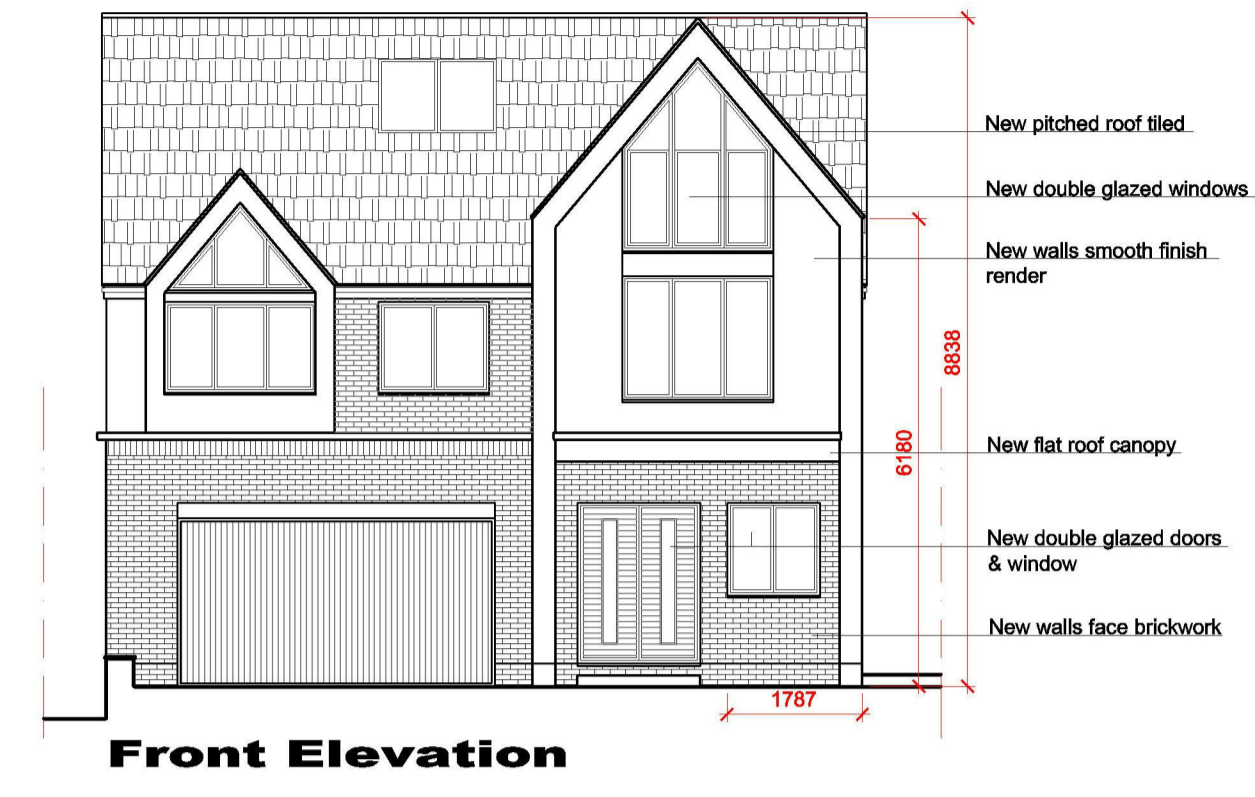 New pitched roof tiled
New double glazed windows
New walls smooth finish
render
8838
6180
New flat roof canopy
New double glazed doors
& window
New walls face brickwork
1787
Front Elevation